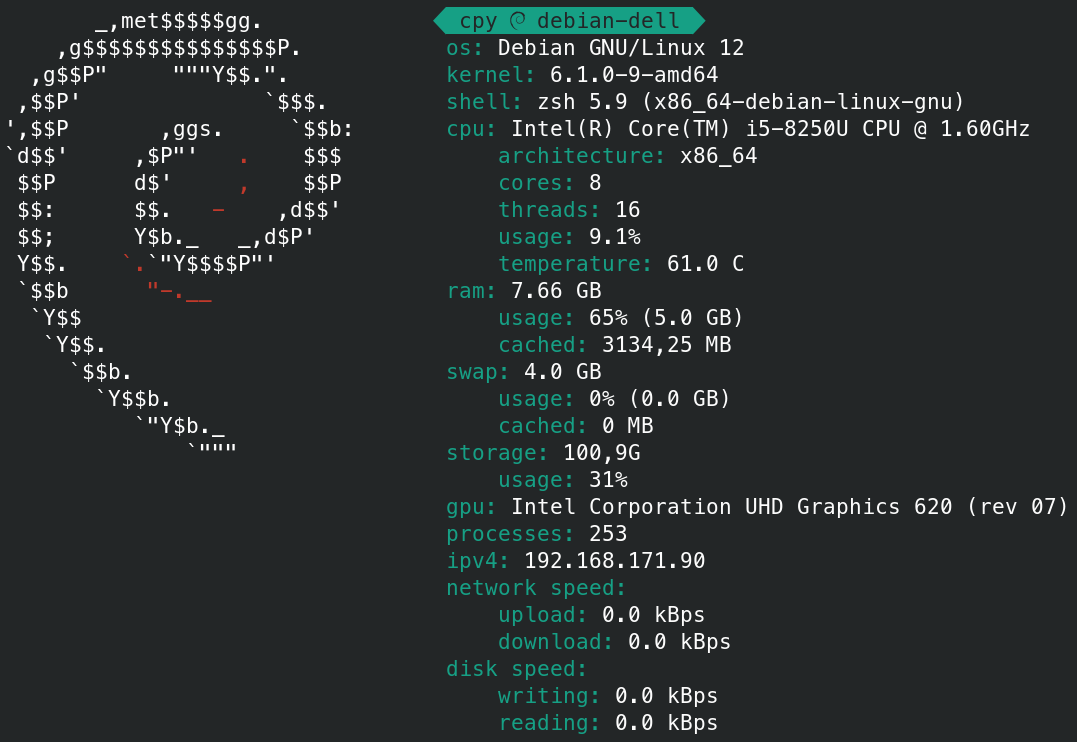 cpy debian-dell
os: Debian GNU/Linux 12
kernel: 6.1.0-9-amd64
shell: zsh 5.9 (x86_64-debian-linux-gnu)
cpu: Intel(R) Core(TM) i5-8250U CPU @ 1.60GHz
architecture: x86_64
cores: 8
threads: 16
usage: 9.1%
temperature: 61.0 C
ram: 7.66 GB
usage: 65% (5.0 GB)
cached: 3134,25 MB
swap: 4.0 GB
usage: 0% (0.0 GB)
cached: 0 MB
storage: 100,9G
usage: 31%
gpu: Intel Corporation UHD Graphics 620 (rev 07)
processes: 253
ipv4: 192.168.171.90
network speed:
upload: 0.0 kBps
download: 0.0 kBps
disk speed:
writing: 0.0 kBps
reading: 0.0 kBps